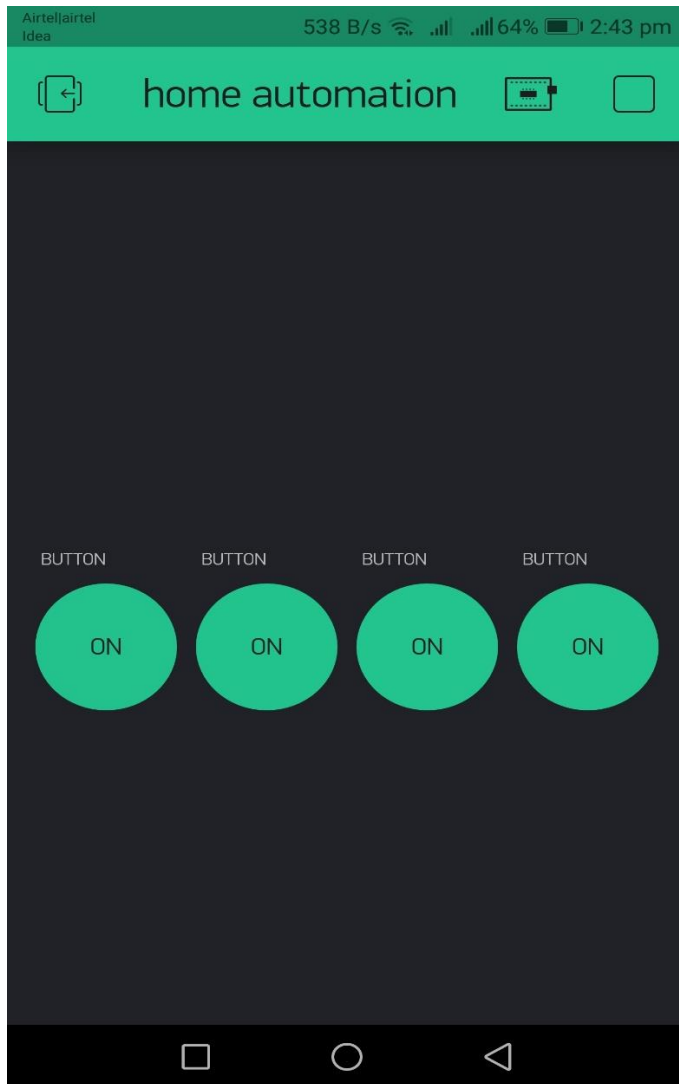 Airtel|airtel
Idea
538 B/s 64% 2:43 pm
home automation
BUTTON BUTTON BUTTON BUTTON
ON ON ON ON